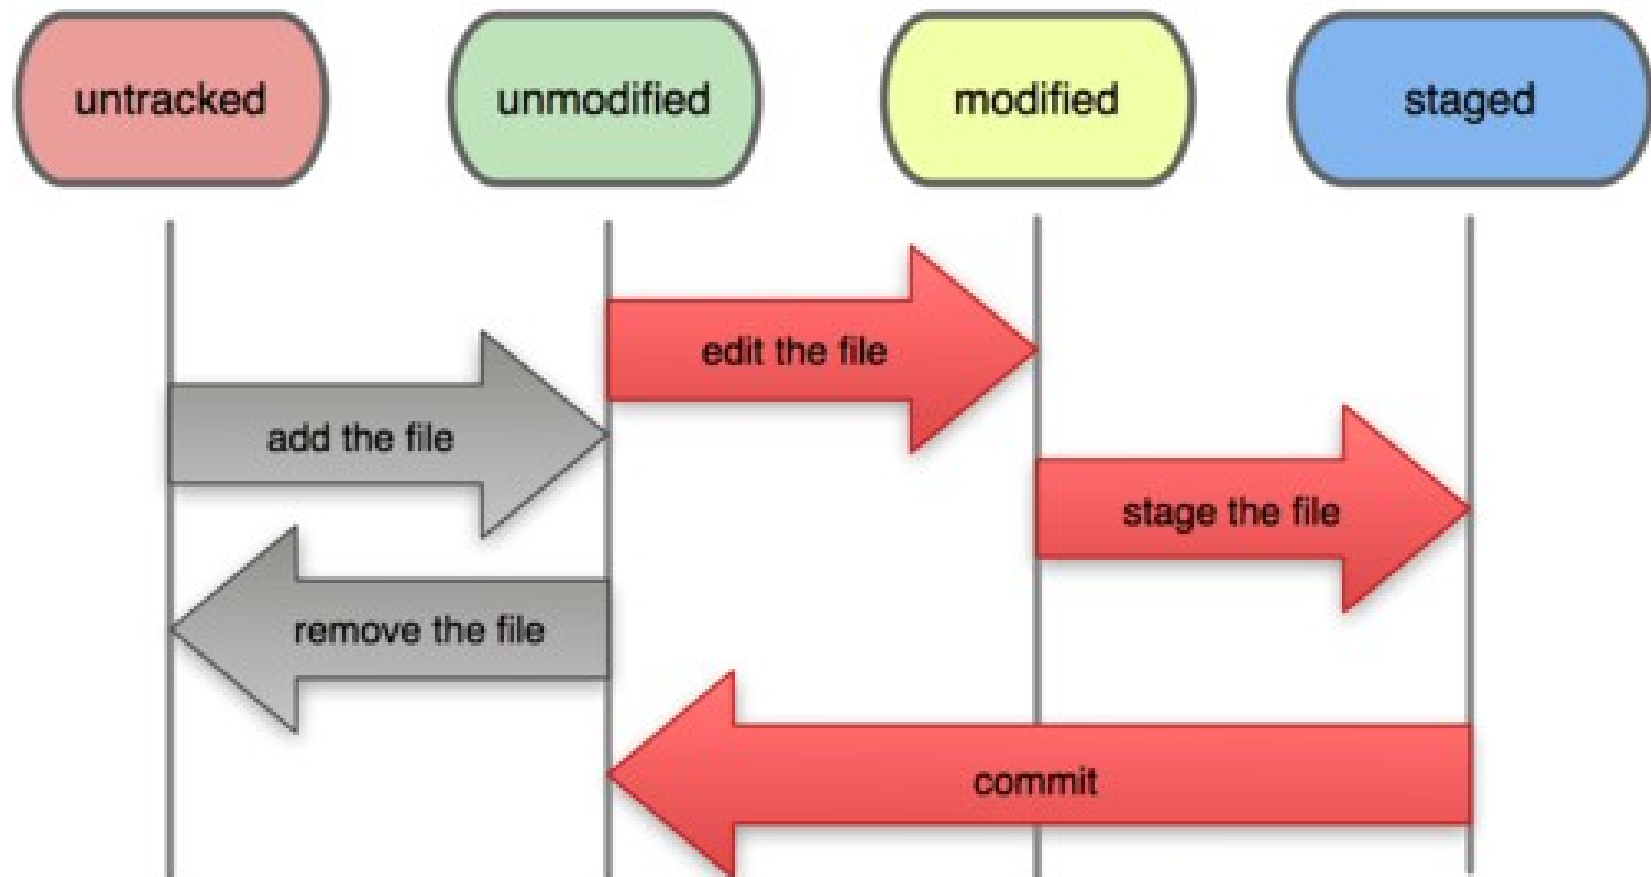 untracked
unmodified
modified
staged
edit the file
add the file
stage the file
remove the file
commit